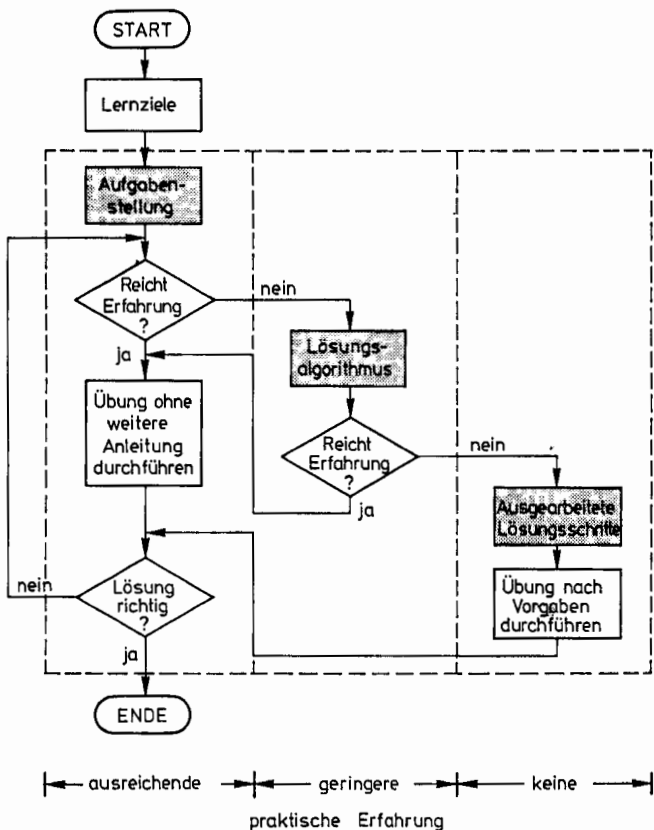 START
Lernziele
Aufgaben-
stellung
Reicht
Erfahrung
?
nein
ja
Lösungs-
algorithmus
Übung ohne
weitere
Anleitung
durchführen
Reicht
Erfahrung
?
nein
ja
Ausgearbeitete
Lösungsschritte
Übung nach
Vorgaben
durchführen
nein
Lösung
richtig
?
ja
ENDE
ausreichende
geringere
keine
praktische Erfahrung